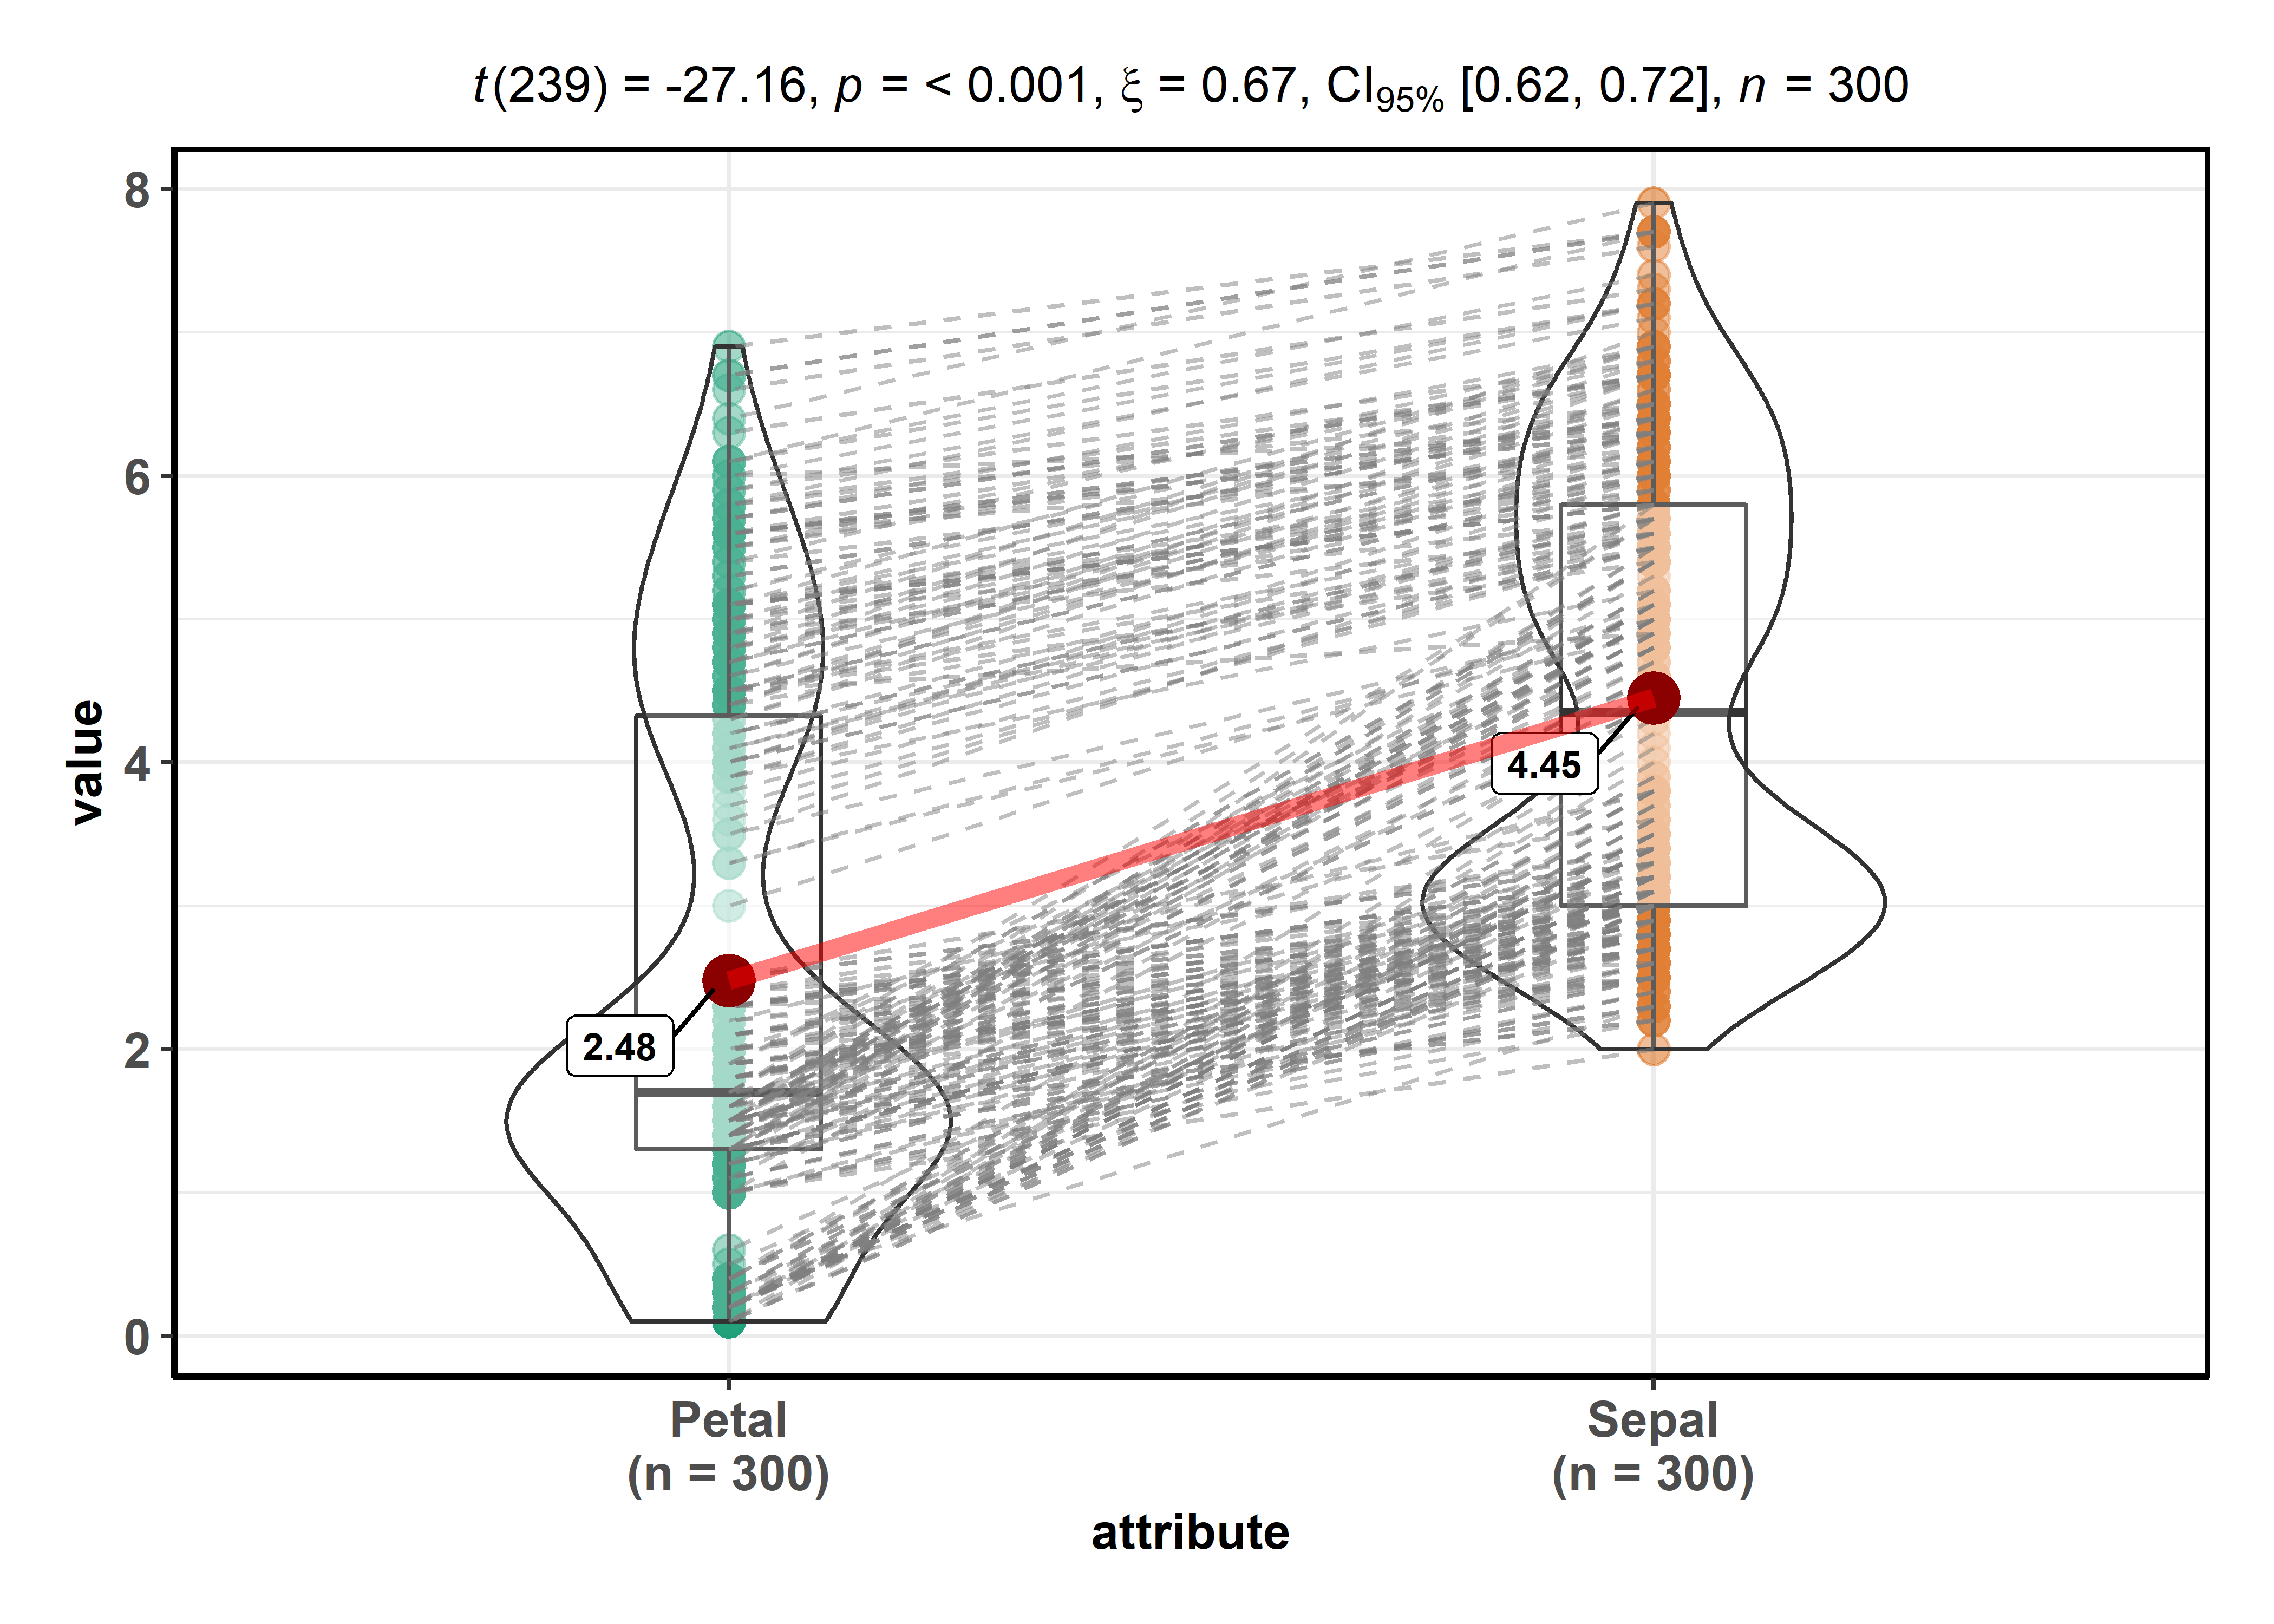 t(239) = -27.16, p = < 0.001, ξ = 0.67, CI95% [0.62, 0.72], n = 300
8
6
4
2
0
value
4.45
2.48
Petal
(n = 300)
Sepal
(n = 300)
attribute